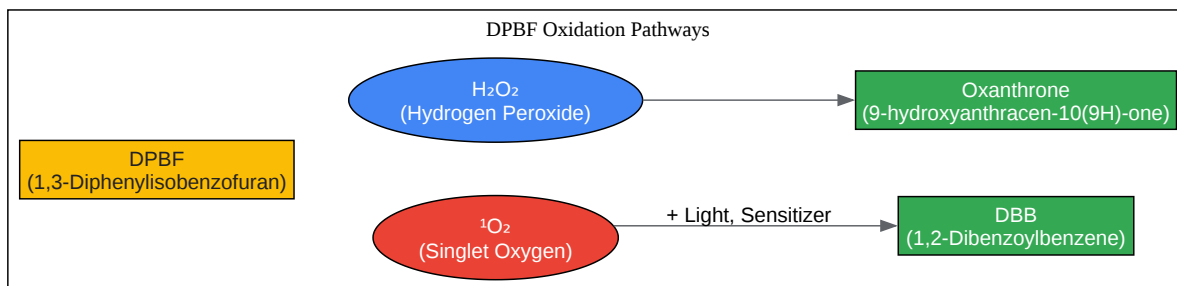 DPBF Oxidation Pathways
H₂O₂
(Hydrogen Peroxide)
Oxanthrone
(9-hydroxyanthracen-10(9H)-one)
DPBF
(1,3-Diphenylisobenzofuran)
¹O₂
(Singlet Oxygen)
+ Light, Sensitizer
DBB
(1,2-Dibenzoylbenzene)